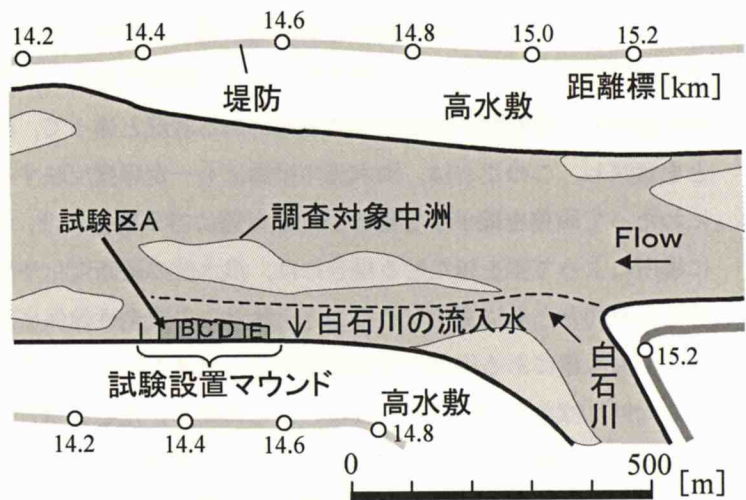 14.2 14.4 14.6 14.8 15.0 15.2
堤防 高水敷 距離標[km]
試験区A 調査対象中洲 Flow
BCD E 白石川の流入水
白石川
15.2
試験設置マウンド
高水敷
14.2 14.4 14.6 14.8
0 500 [m]